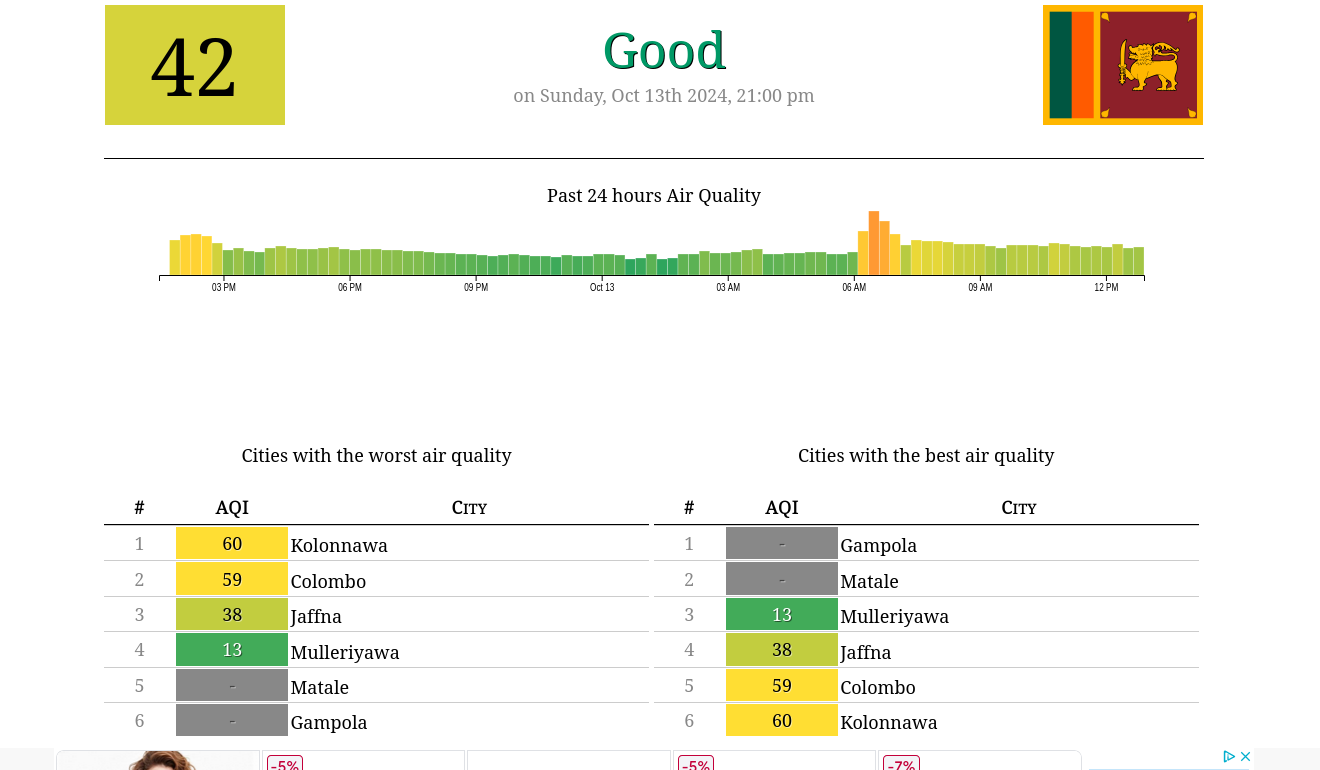 42
Good
on Sunday, Oct 13th 2024, 21:00 pm
Past 24 hours Air Quality
03 PM 06 PM 09 PM Oct 13 03 AM 06 AM 09 AM 12 PM
Cities with the worst air quality
# AQI City
1 60 Kolonnawa
2 59 Colombo
3 38 Jaffna
4 13 Mulleriyawa
5 - Matale
6 - Gampola
Cities with the best air quality
# AQI City
1 - Gampola
2 - Matale
3 13 Mulleriyawa
4 38 Jaffna
5 59 Colombo
6 60 Kolonnawa
-5% -5% -7%